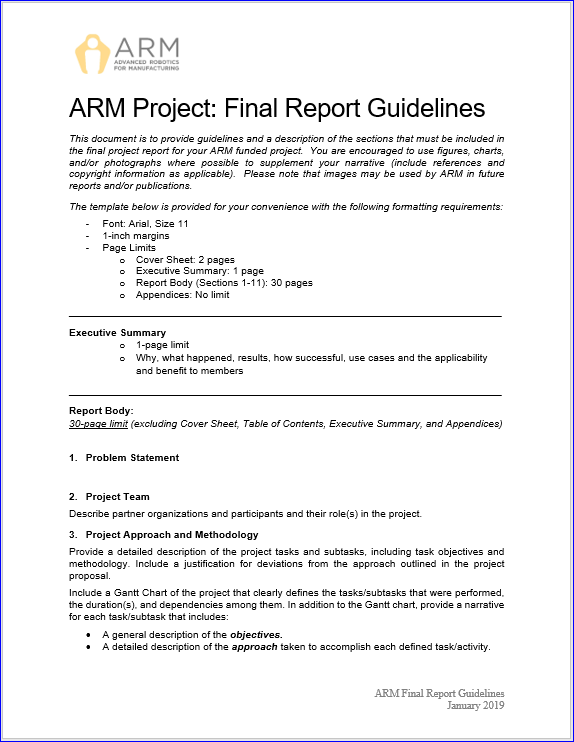 ARM
ADVANCED ROBOTICS
FOR MANUFACTURING
ARM Project: Final Report Guidelines
This document is to provide guidelines and a description of the sections that must be included in
the final project report for your ARM funded project.  You are encouraged to use figures, charts,
and/or photographs where possible to supplement your narrative (include references and
copyright information as applicable).  Please note that images may be used by ARM in future
reports and/or publications.
The template below is provided for your convenience with the following formatting requirements:
- Font: Arial, Size 11
- 1-inch margins
- Page Limits
o Cover Sheet: 2 pages
o Executive Summary: 1 page
o Report Body (Sections 1-11): 30 pages
o Appendices: No limit
Executive Summary
o 1-page limit
o Why, what happened, results, how successful, use cases and the applicability
and benefit to members
Report Body:
30-page limit (excluding Cover Sheet, Table of Contents, Executive Summary, and Appendices)
1. Problem Statement
2. Project Team
Describe partner organizations and participants and their role(s) in the project.
3. Project Approach and Methodology
Provide a detailed description of the project tasks and subtasks, including task objectives and
methodology. Include a justification for deviations from the approach outlined in the project
proposal.
Include a Gantt Chart of the project that clearly defines the tasks/subtasks that were performed,
the duration(s), and dependencies among them. In addition to the Gantt chart, provide a narrative
for each task/subtask that includes:
• A general description of the objectives.
• A detailed description of the approach taken to accomplish each defined task/activity.
ARM Final Report Guidelines
January 2019